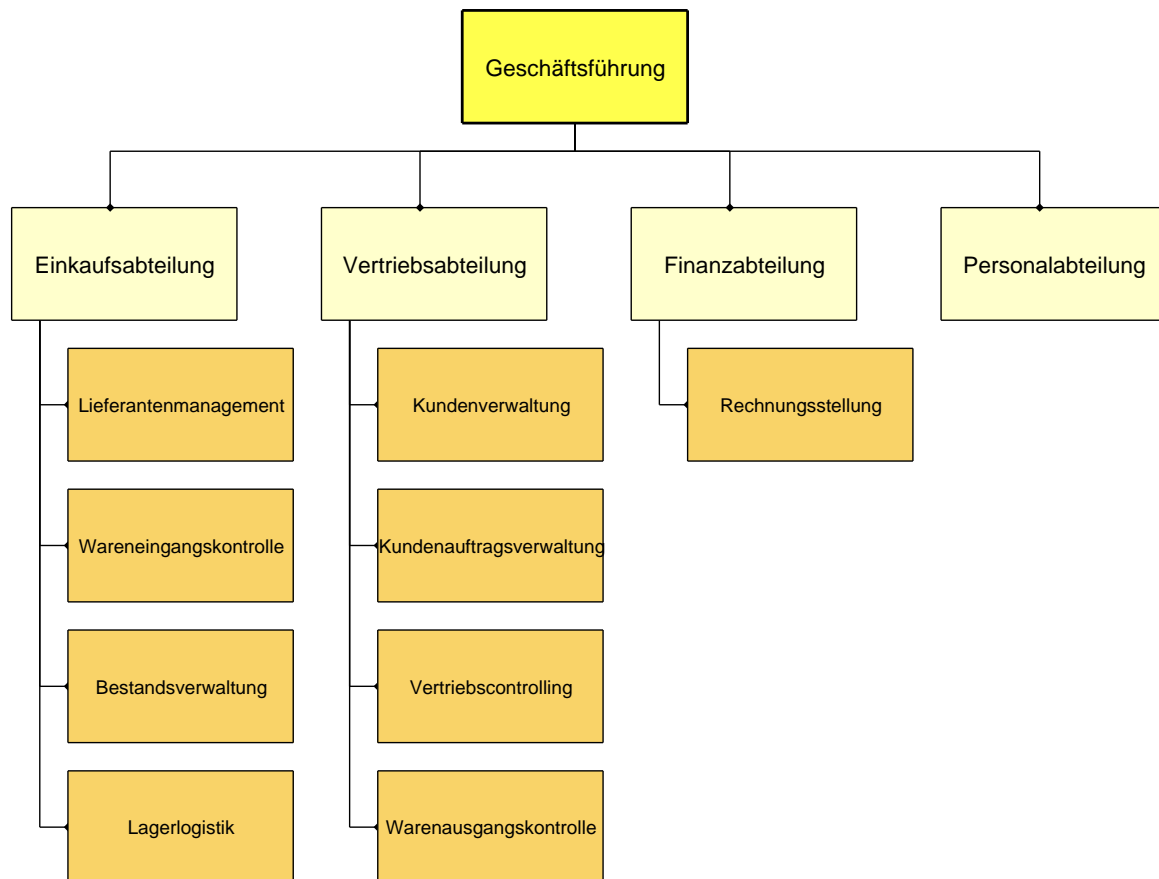 Geschäftsführung
Einkaufsabteilung
Vertriebsabteilung
Finanzabteilung
Personalabteilung
Lieferantenmanagement
Kundenverwaltung
Rechnungsstellung
Wareneingangskontrolle
Kundenauftragsverwaltung
Bestandsverwaltung
Vertriebscontrolling
Lagerlogistik
Warenausgangskontrolle